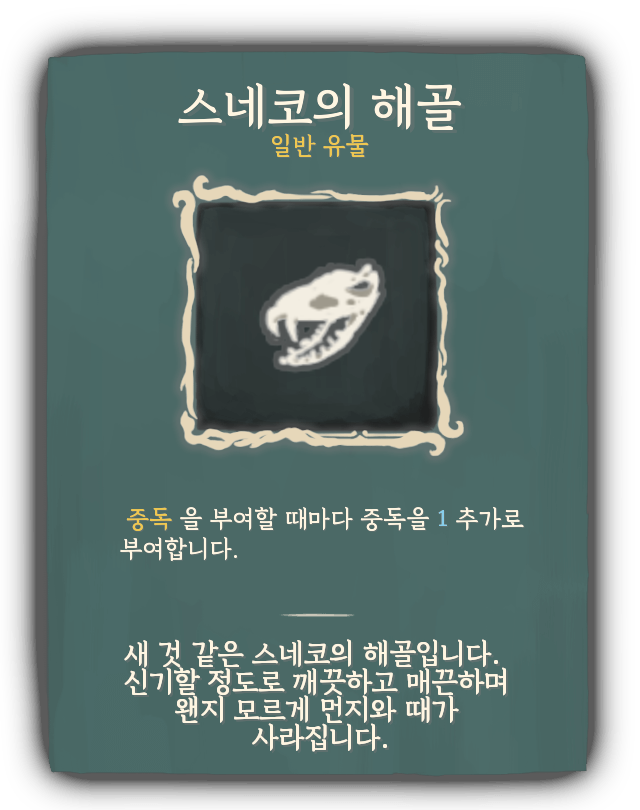 스네코의 해골
일반 유물
중독 을 부여할 때마다 중독을 1 추가로
부여합니다.
새 것 같은 스네코의 해골입니다.
신기할 정도로 깨끗하고 매끈하며
왠지 모르게 먼지와 때가
사라집니다.